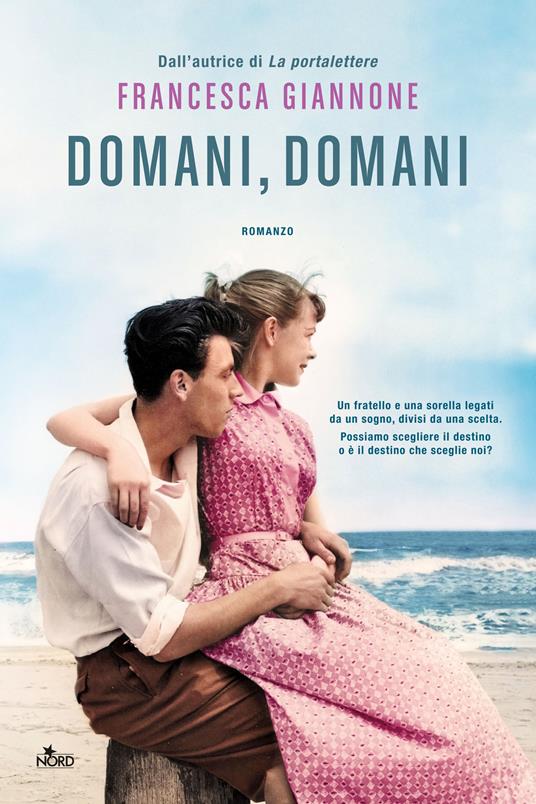 Dall'autrice di La portalettere
FRANCESCA GIANNONE
DOMANI, DOMANI
ROMANZO
Un fratello e una sorella legati
da un sogno, divisi da una scelta.
Possiamo scegliere il destino
o è il destino che sceglie noi?
NORD